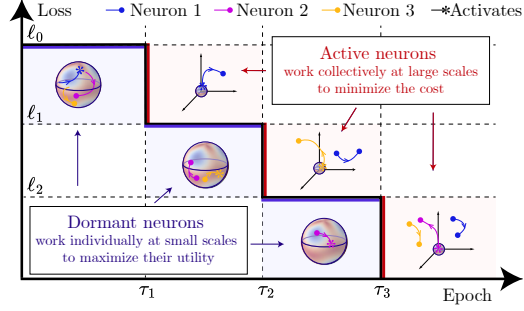 Loss
Neuron 1
Neuron 2
Neuron 3
*Activates
ℓ₀
Active neurons
work collectively at large scales
to minimize the cost
ℓ₁
ℓ₂
Dormant neurons
work individually at small scales
to maximize their utility
τ₁
τ₂
τ₃
Epoch